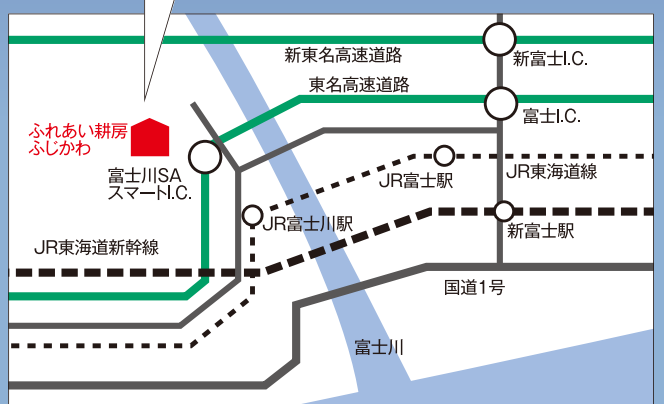 新東名高速道路
新富士I.C.
東名高速道路
富士I.C.
ふれあい耕房
ふじかわ
富士川SA
スマートI.C.
JR富士駅
JR東海道線
JR富士川駅
新富士駅
JR東海道新幹線
国道1号
富士川